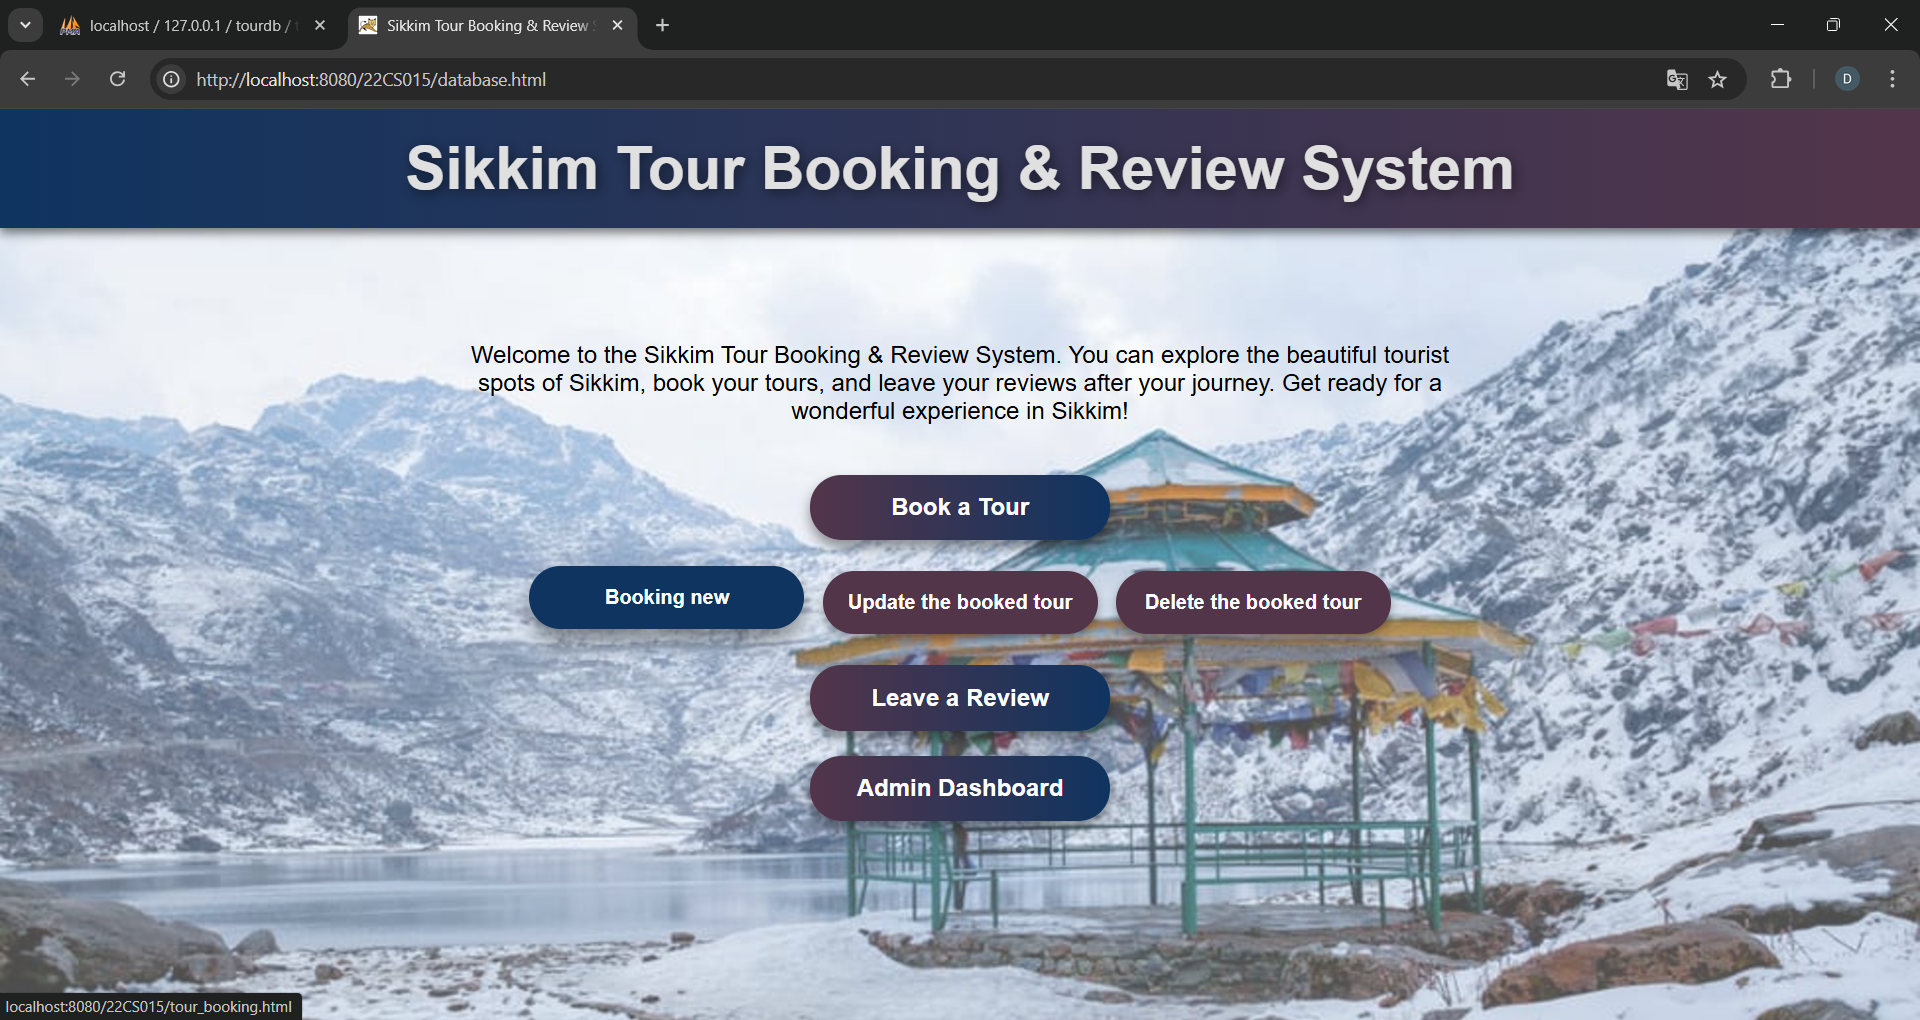 localhost / 127.0.0.1 / tourdb /
Sikkim Tour Booking & Review
http://localhost:8080/22CS015/database.html
D
Sikkim Tour Booking & Review System
Welcome to the Sikkim Tour Booking & Review System. You can explore the beautiful tourist
spots of Sikkim, book your tours, and leave your reviews after your journey. Get ready for a
wonderful experience in Sikkim!
Book a Tour
Booking new
Update the booked tour
Delete the booked tour
Leave a Review
Admin Dashboard
localhost:8080/22CS015/tour_booking.html